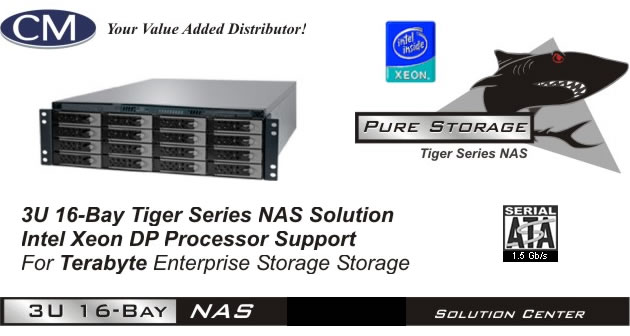 CM
Your Value Added Distributor!
intel
inside
XEON™
PURE STORAGE
Tiger Series NAS
3U 16-Bay Tiger Series NAS Solution
Intel Xeon DP Processor Support
For Terabyte Enterprise Storage Storage
SERIAL
ATA
1.5 Gb/s
3U 16-BAY NAS
SOLUTION CENTER